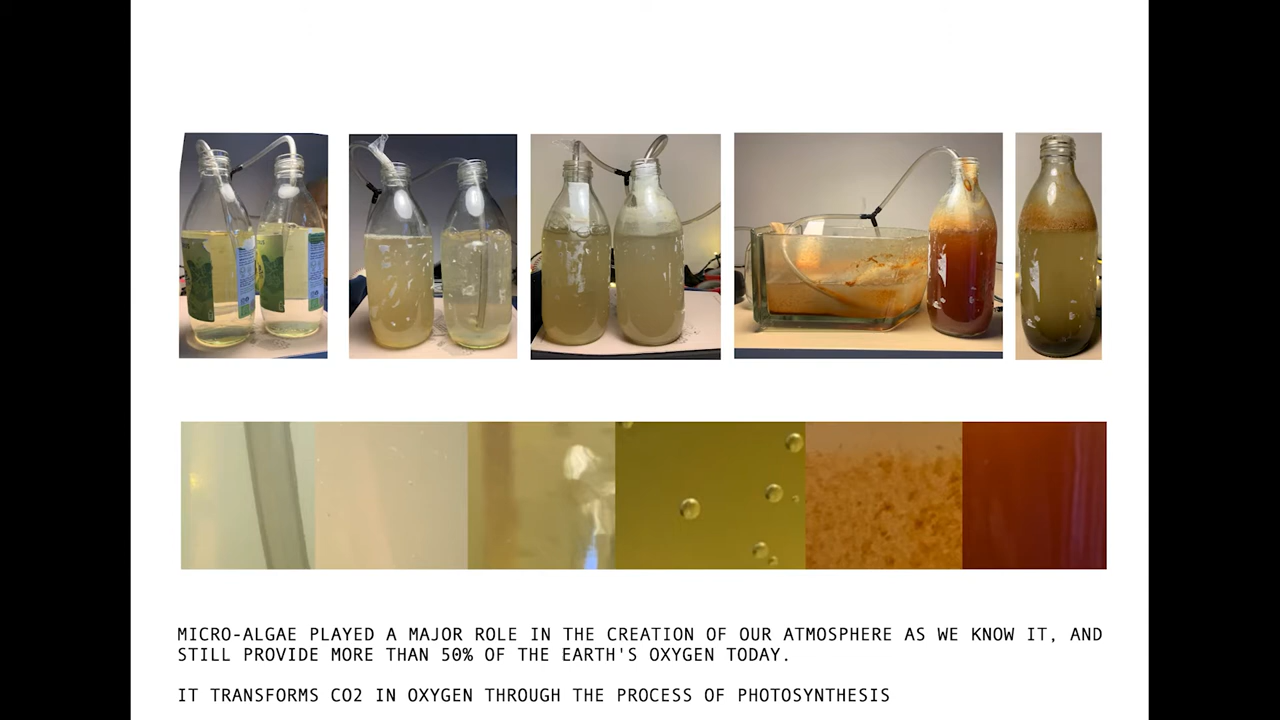 MICRO-ALGAE PLAYED A MAJOR ROLE IN THE CREATION OF OUR ATMOSPHERE AS WE KNOW IT, AND
STILL PROVIDE MORE THAN 50% OF THE EARTH'S OXYGEN TODAY.
IT TRANSFORMS CO2 IN OXYGEN THROUGH THE PROCESS OF PHOTOSYNTHESIS